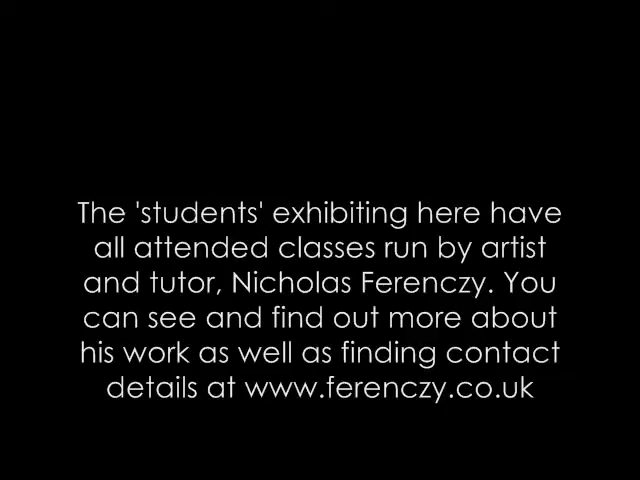 The 'students' exhibiting here have
all attended classes run by artist
and tutor, Nicholas Ferenczy. You
can see and find out more about
his work as well as finding contact
details at www.ferenczy.co.uk